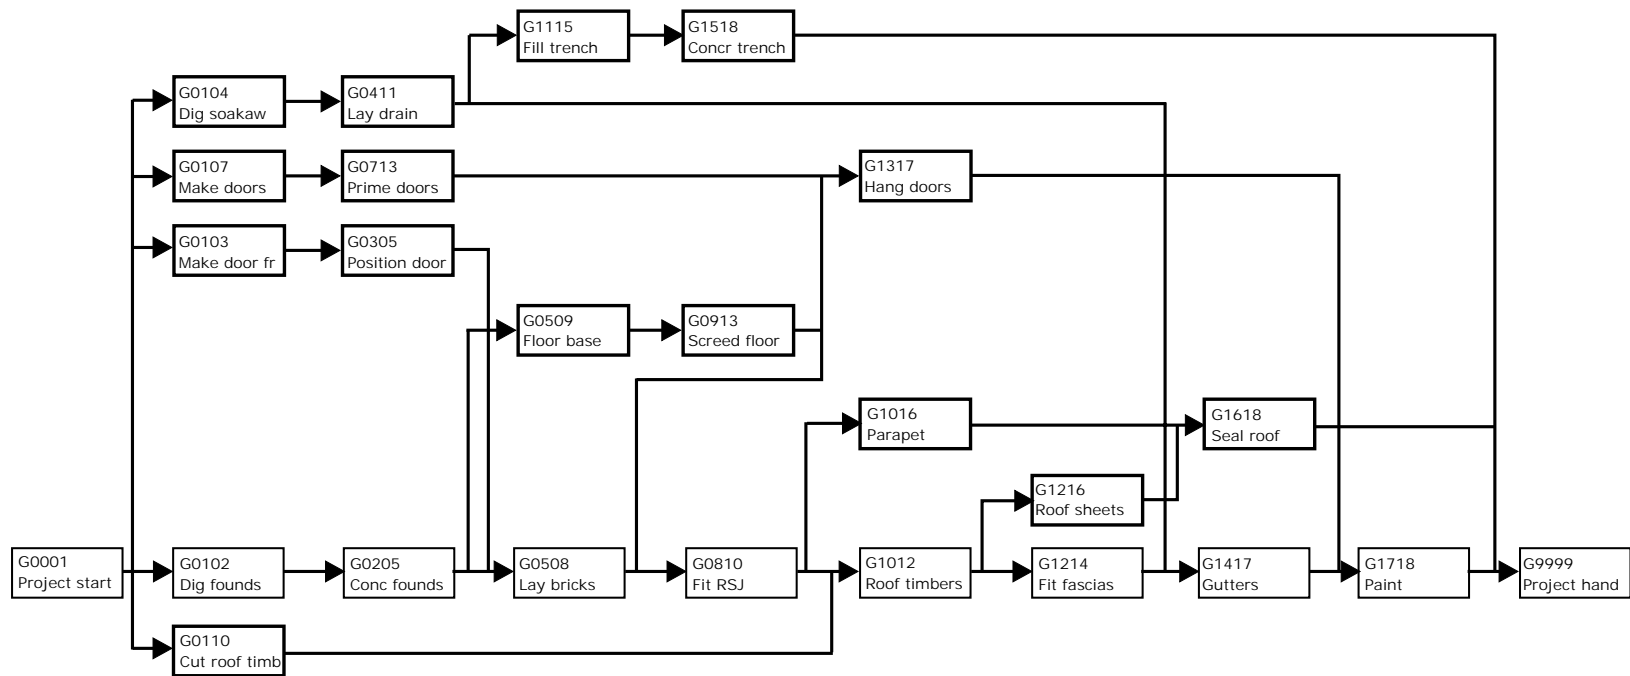 G1115
Fill trench
G1518
Concr trench
G0104
Dig soakaw
G0411
Lay drain
G0107
Make doors
G0713
Prime doors
G1317
Hang doors
G0103
Make door fr
G0305
Position door
G0509
Floor base
G0913
Screed floor
G1016
Parapet
G1618
Seal roof
G1216
Roof sheets
G0001
Project start
G0102
Dig founds
G0205
Conc founds
G0508
Lay bricks
G0810
Fit RSJ
G1012
Roof timbers
G1214
Fit fascias
G1417
Gutters
G1718
Paint
G9999
Project hand
G0110
Cut roof timb